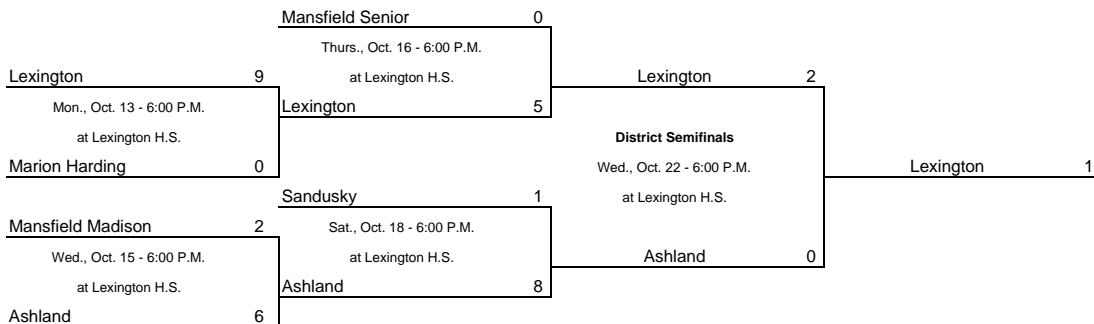 Mansfield Senior 0
Thurs., Oct. 16 - 6:00 P.M.
at Lexington H.S.
Lexington 9
Mon., Oct. 13 - 6:00 P.M.
at Lexington H.S.
Marion Harding 0
Lexington 5
Lexington 2
District Semifinals
Wed., Oct. 22 - 6:00 P.M.
at Lexington H.S.
Lexington 1
Sandusky 1
Sat., Oct. 18 - 6:00 P.M.
at Lexington H.S.
Mansfield Madison 2
Wed., Oct. 15 - 6:00 P.M.
at Lexington H.S.
Ashland 6
Ashland 8
Ashland 0